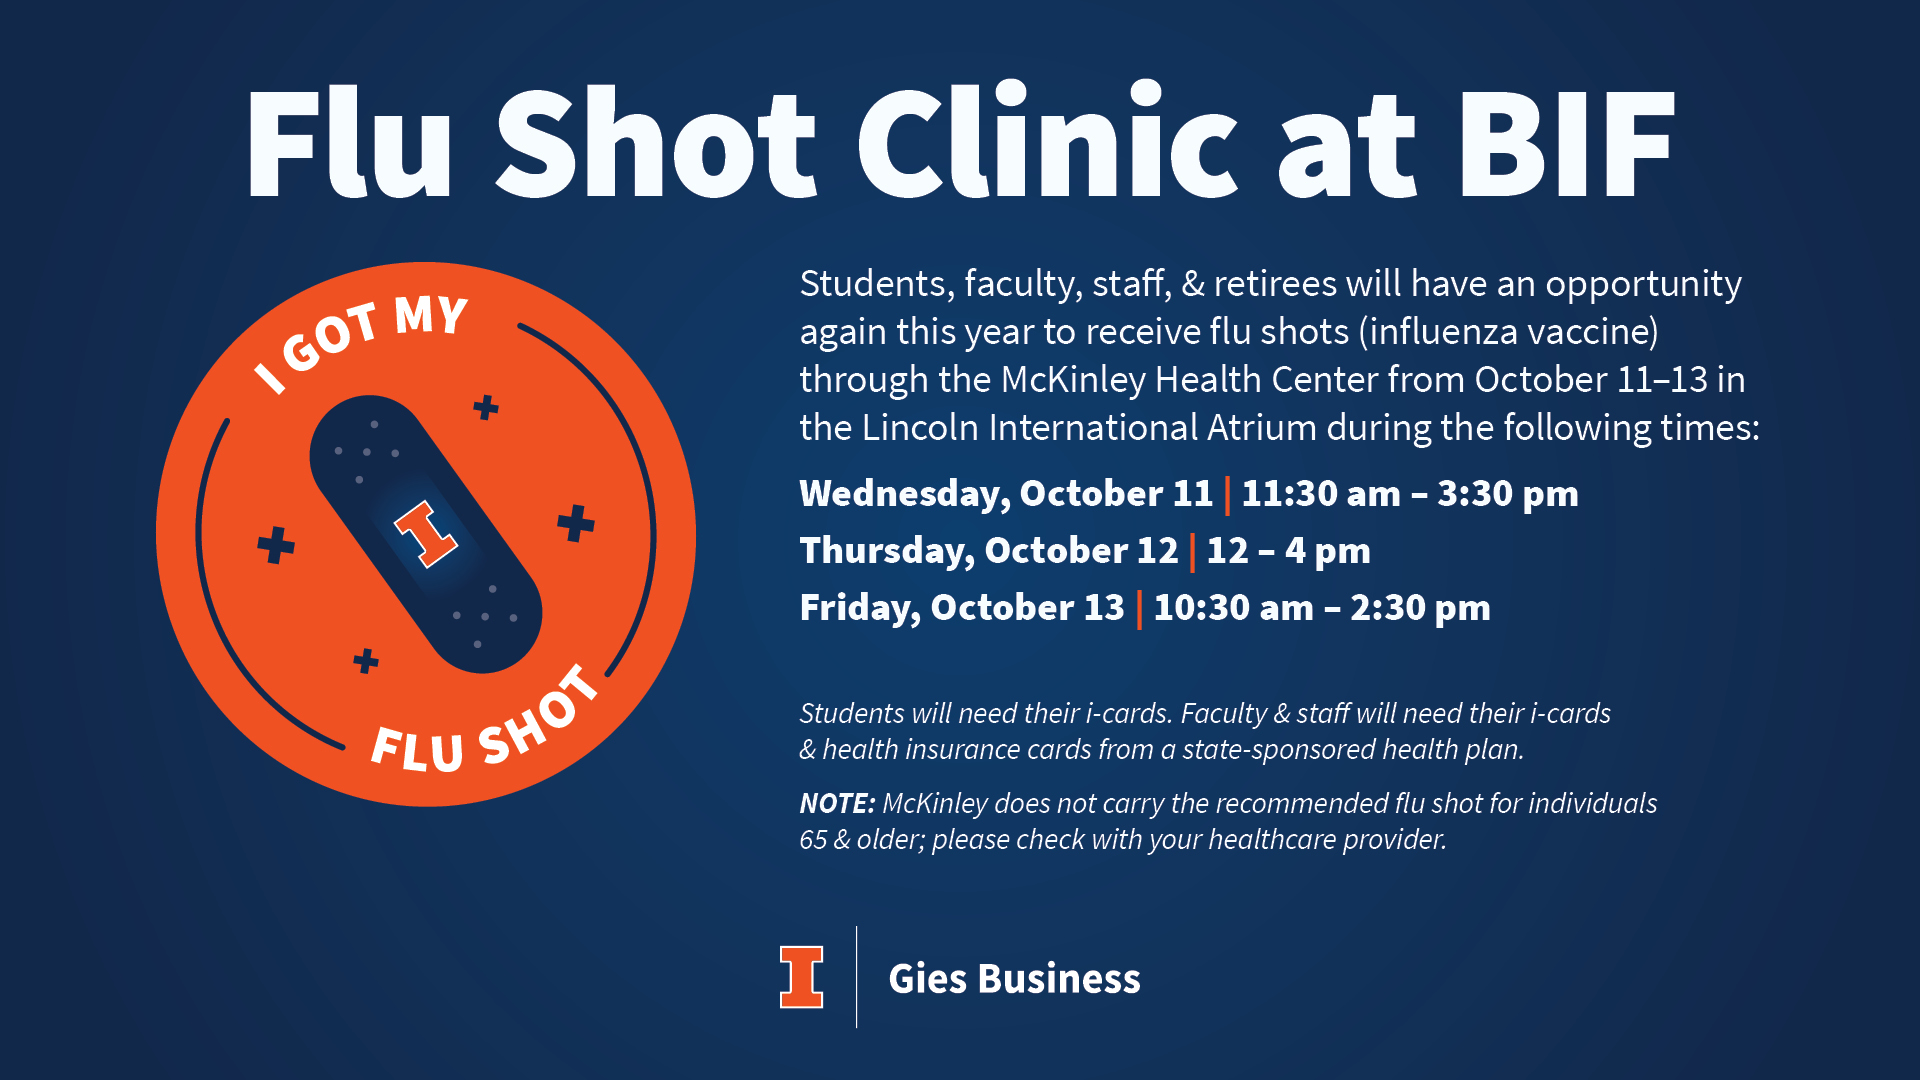 Flu Shot Clinic at BIF
I GOT MY
I
FLU SHOT
Students, faculty, staff, & retirees will have an opportunity
again this year to receive flu shots (influenza vaccine)
through the McKinley Health Center from October 11–13 in
the Lincoln International Atrium during the following times:
Wednesday, October 11 | 11:30 am – 3:30 pm
Thursday, October 12 | 12 – 4 pm
Friday, October 13 | 10:30 am – 2:30 pm
Students will need their i-cards. Faculty & staff will need their i-cards
& health insurance cards from a state-sponsored health plan.
NOTE: McKinley does not carry the recommended flu shot for individuals
65 & older; please check with your healthcare provider.
I | Gies Business